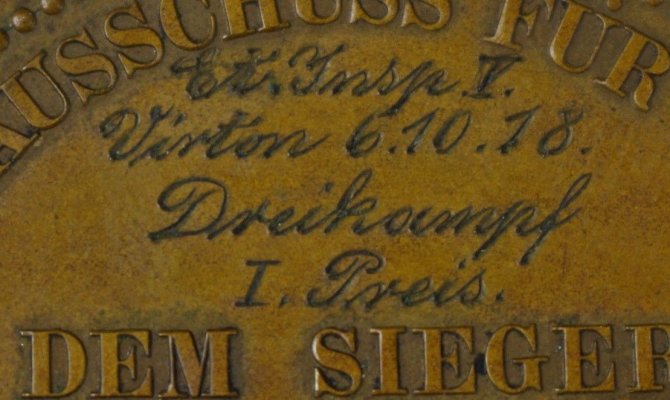 AUSSCHUSS FÜR
Et. Insp V.
Virton 6.10.18.
Dreikampf
I. Preis.
DEM SIEGER